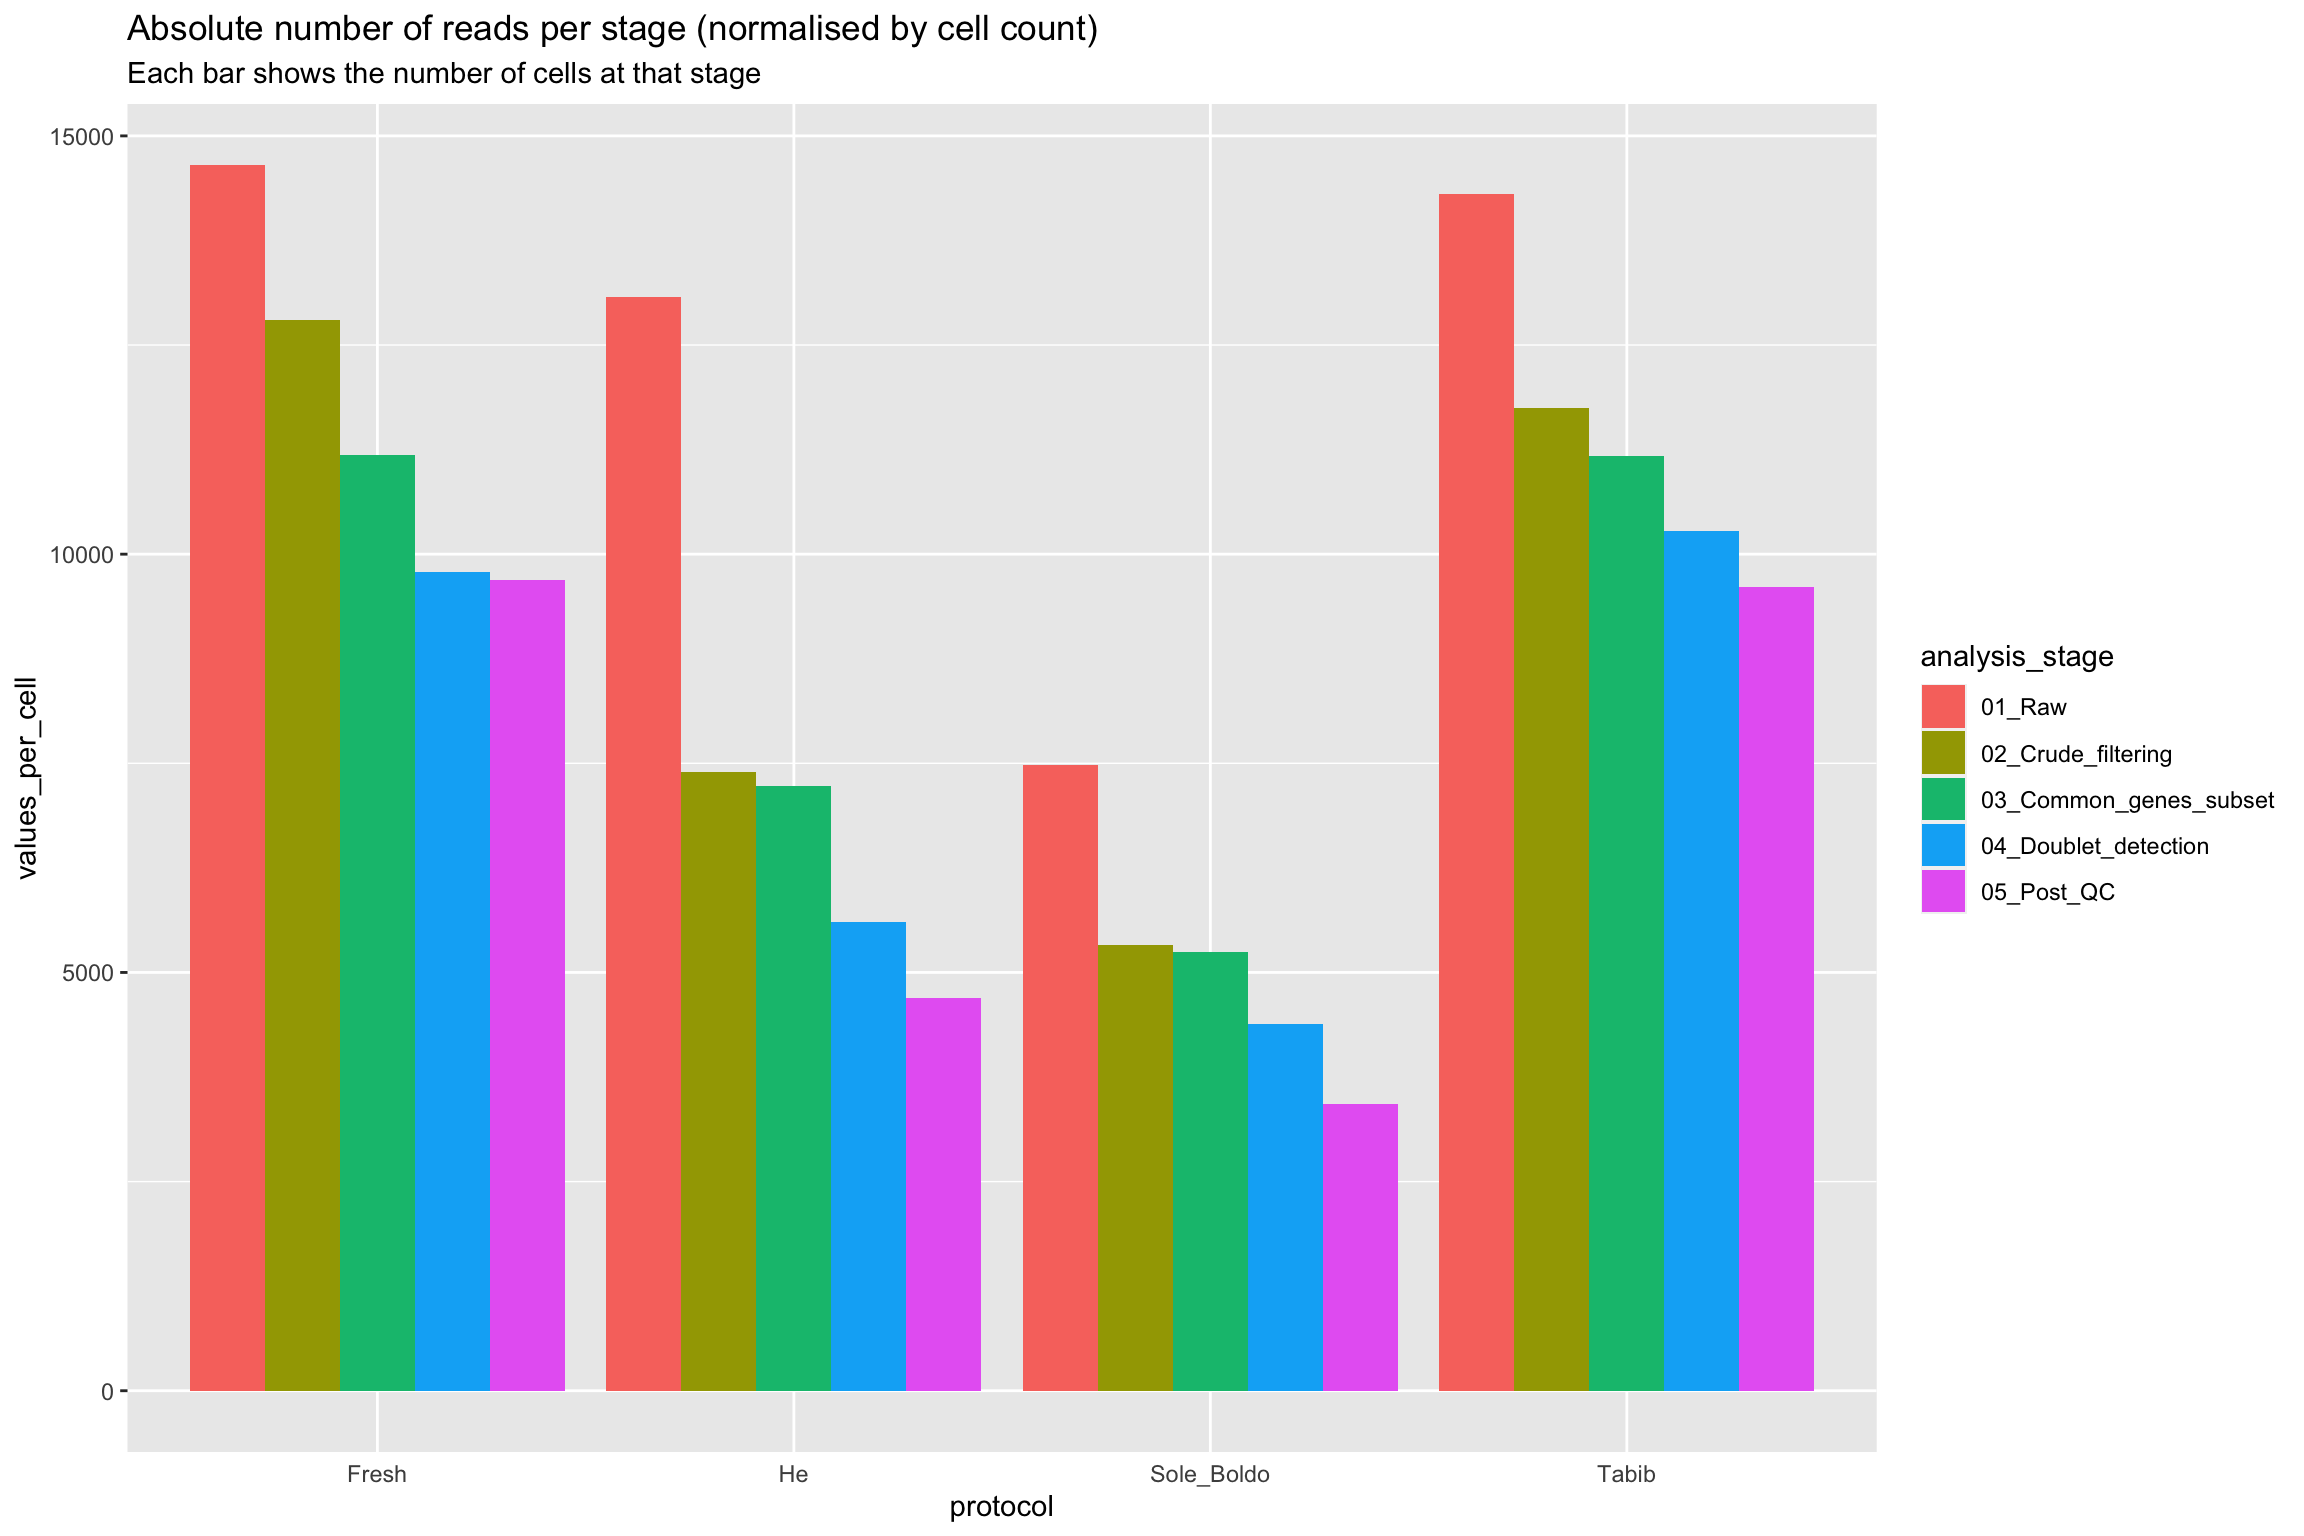 Absolute number of reads per stage (normalised by cell count)
Each bar shows the number of cells at that stage
15000
10000
5000
0
values_per_cell
Fresh
He
Sole_Boldo
Tabib
protocol
analysis_stage
01_Raw
02_Crude_filtering
03_Common_genes_subset
04_Doublet_detection
05_Post_QC